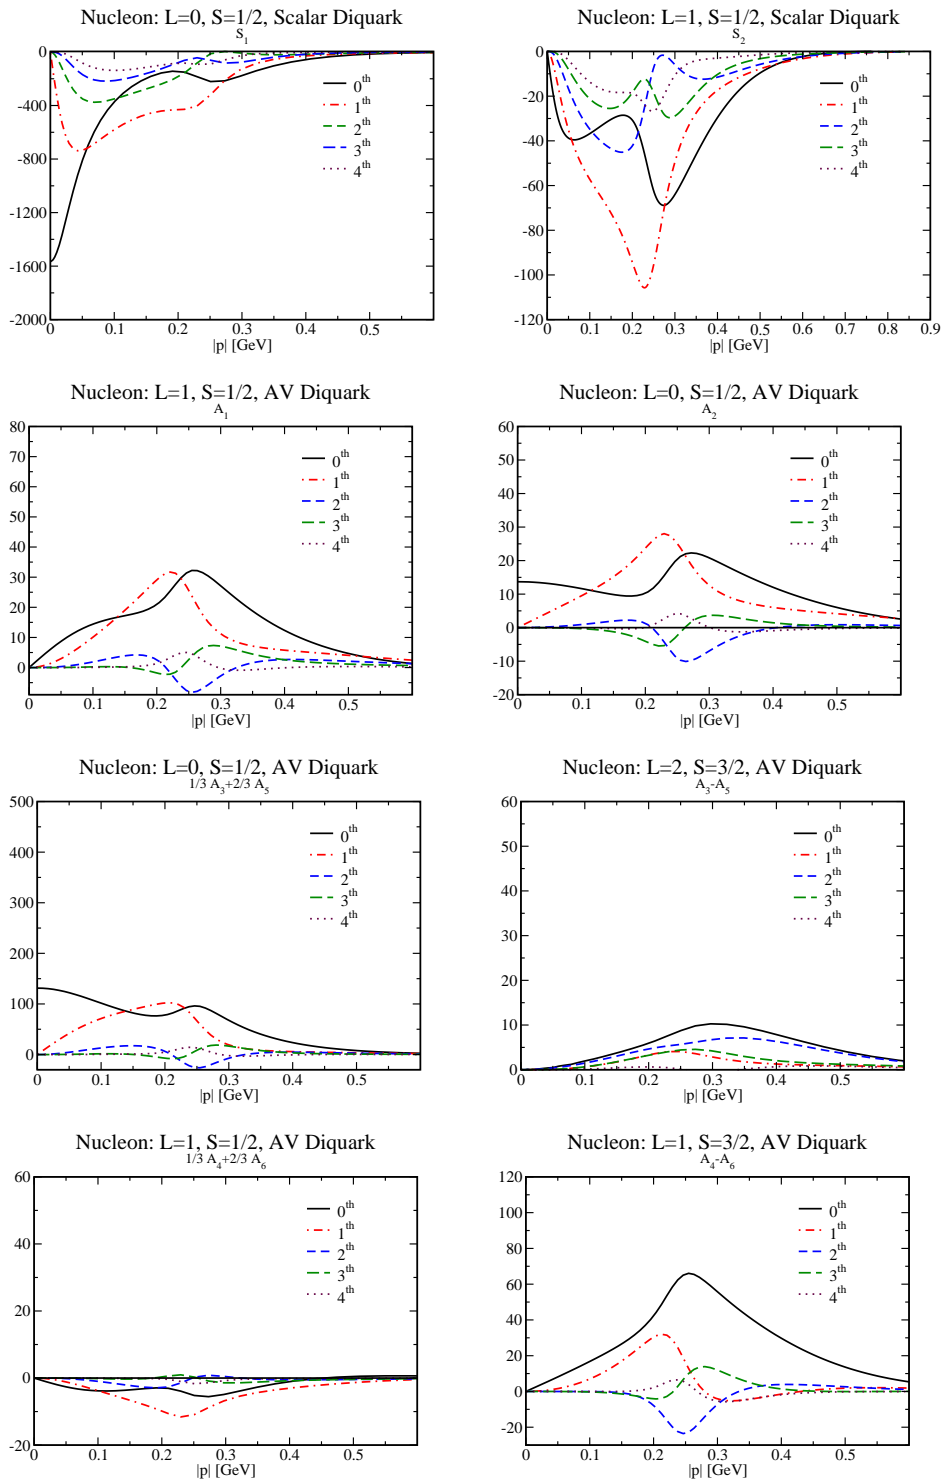 Nucleon: L=0, S=1/2, Scalar Diquark
S1
0
-400
-800
-1200
-1600
-2000
0 0.1 0.2 0.3 0.4 0.5
|p| [GeV]
0th
1th
2th
3th
4th
Nucleon: L=1, S=1/2, Scalar Diquark
S2
0
-20
-40
-60
-80
-100
-120
0 0.1 0.2 0.3 0.4 0.5 0.6 0.7 0.8 0.9
|p| [GeV]
0th
1th
2th
3th
4th
Nucleon: L=1, S=1/2, AV Diquark
A1
80
70
60
50
40
30
20
10
0
0 0.1 0.2 0.3 0.4 0.5
|p| [GeV]
0th
1th
2th
3th
4th
Nucleon: L=0, S=1/2, AV Diquark
A2
60
50
40
30
20
10
0
-10
-20
0 0.1 0.2 0.3 0.4 0.5
|p| [GeV]
0th
1th
2th
3th
4th
Nucleon: L=0, S=1/2, AV Diquark
1/3 A3+2/3 A5
500
400
300
200
100
0
0 0.1 0.2 0.3 0.4 0.5
|p| [GeV]
0th
1th
2th
3th
4th
Nucleon: L=2, S=3/2, AV Diquark
A3-A5
60
50
40
30
20
10
0
0 0.1 0.2 0.3 0.4 0.5
|p| [GeV]
0th
1th
2th
3th
4th
Nucleon: L=1, S=1/2, AV Diquark
1/3 A4+2/3 A6
60
40
20
0
-20
0 0.1 0.2 0.3 0.4 0.5
|p| [GeV]
0th
1th
2th
3th
4th
Nucleon: L=1, S=3/2, AV Diquark
A4-A6
120
100
80
60
40
20
0
-20
0 0.1 0.2 0.3 0.4 0.5
|p| [GeV]
0th
1th
2th
3th
4th